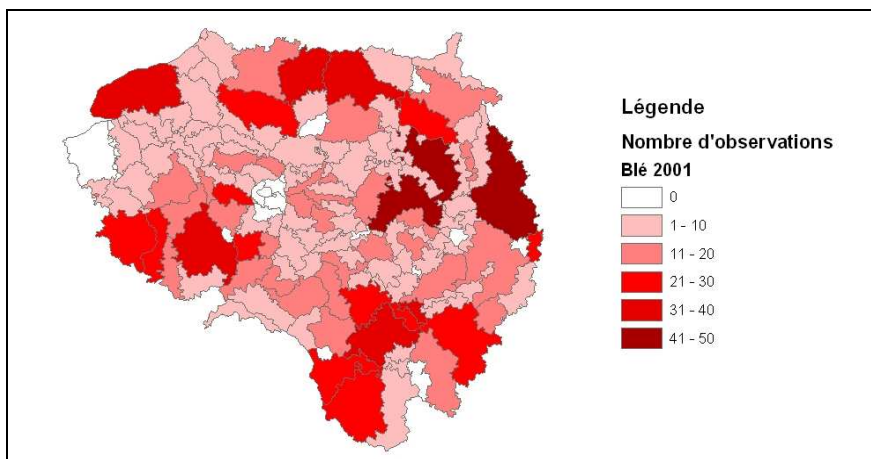 Légende
Nombre d'observations
Blé 2001
0
1 - 10
11 - 20
21 - 30
31 - 40
41 - 50